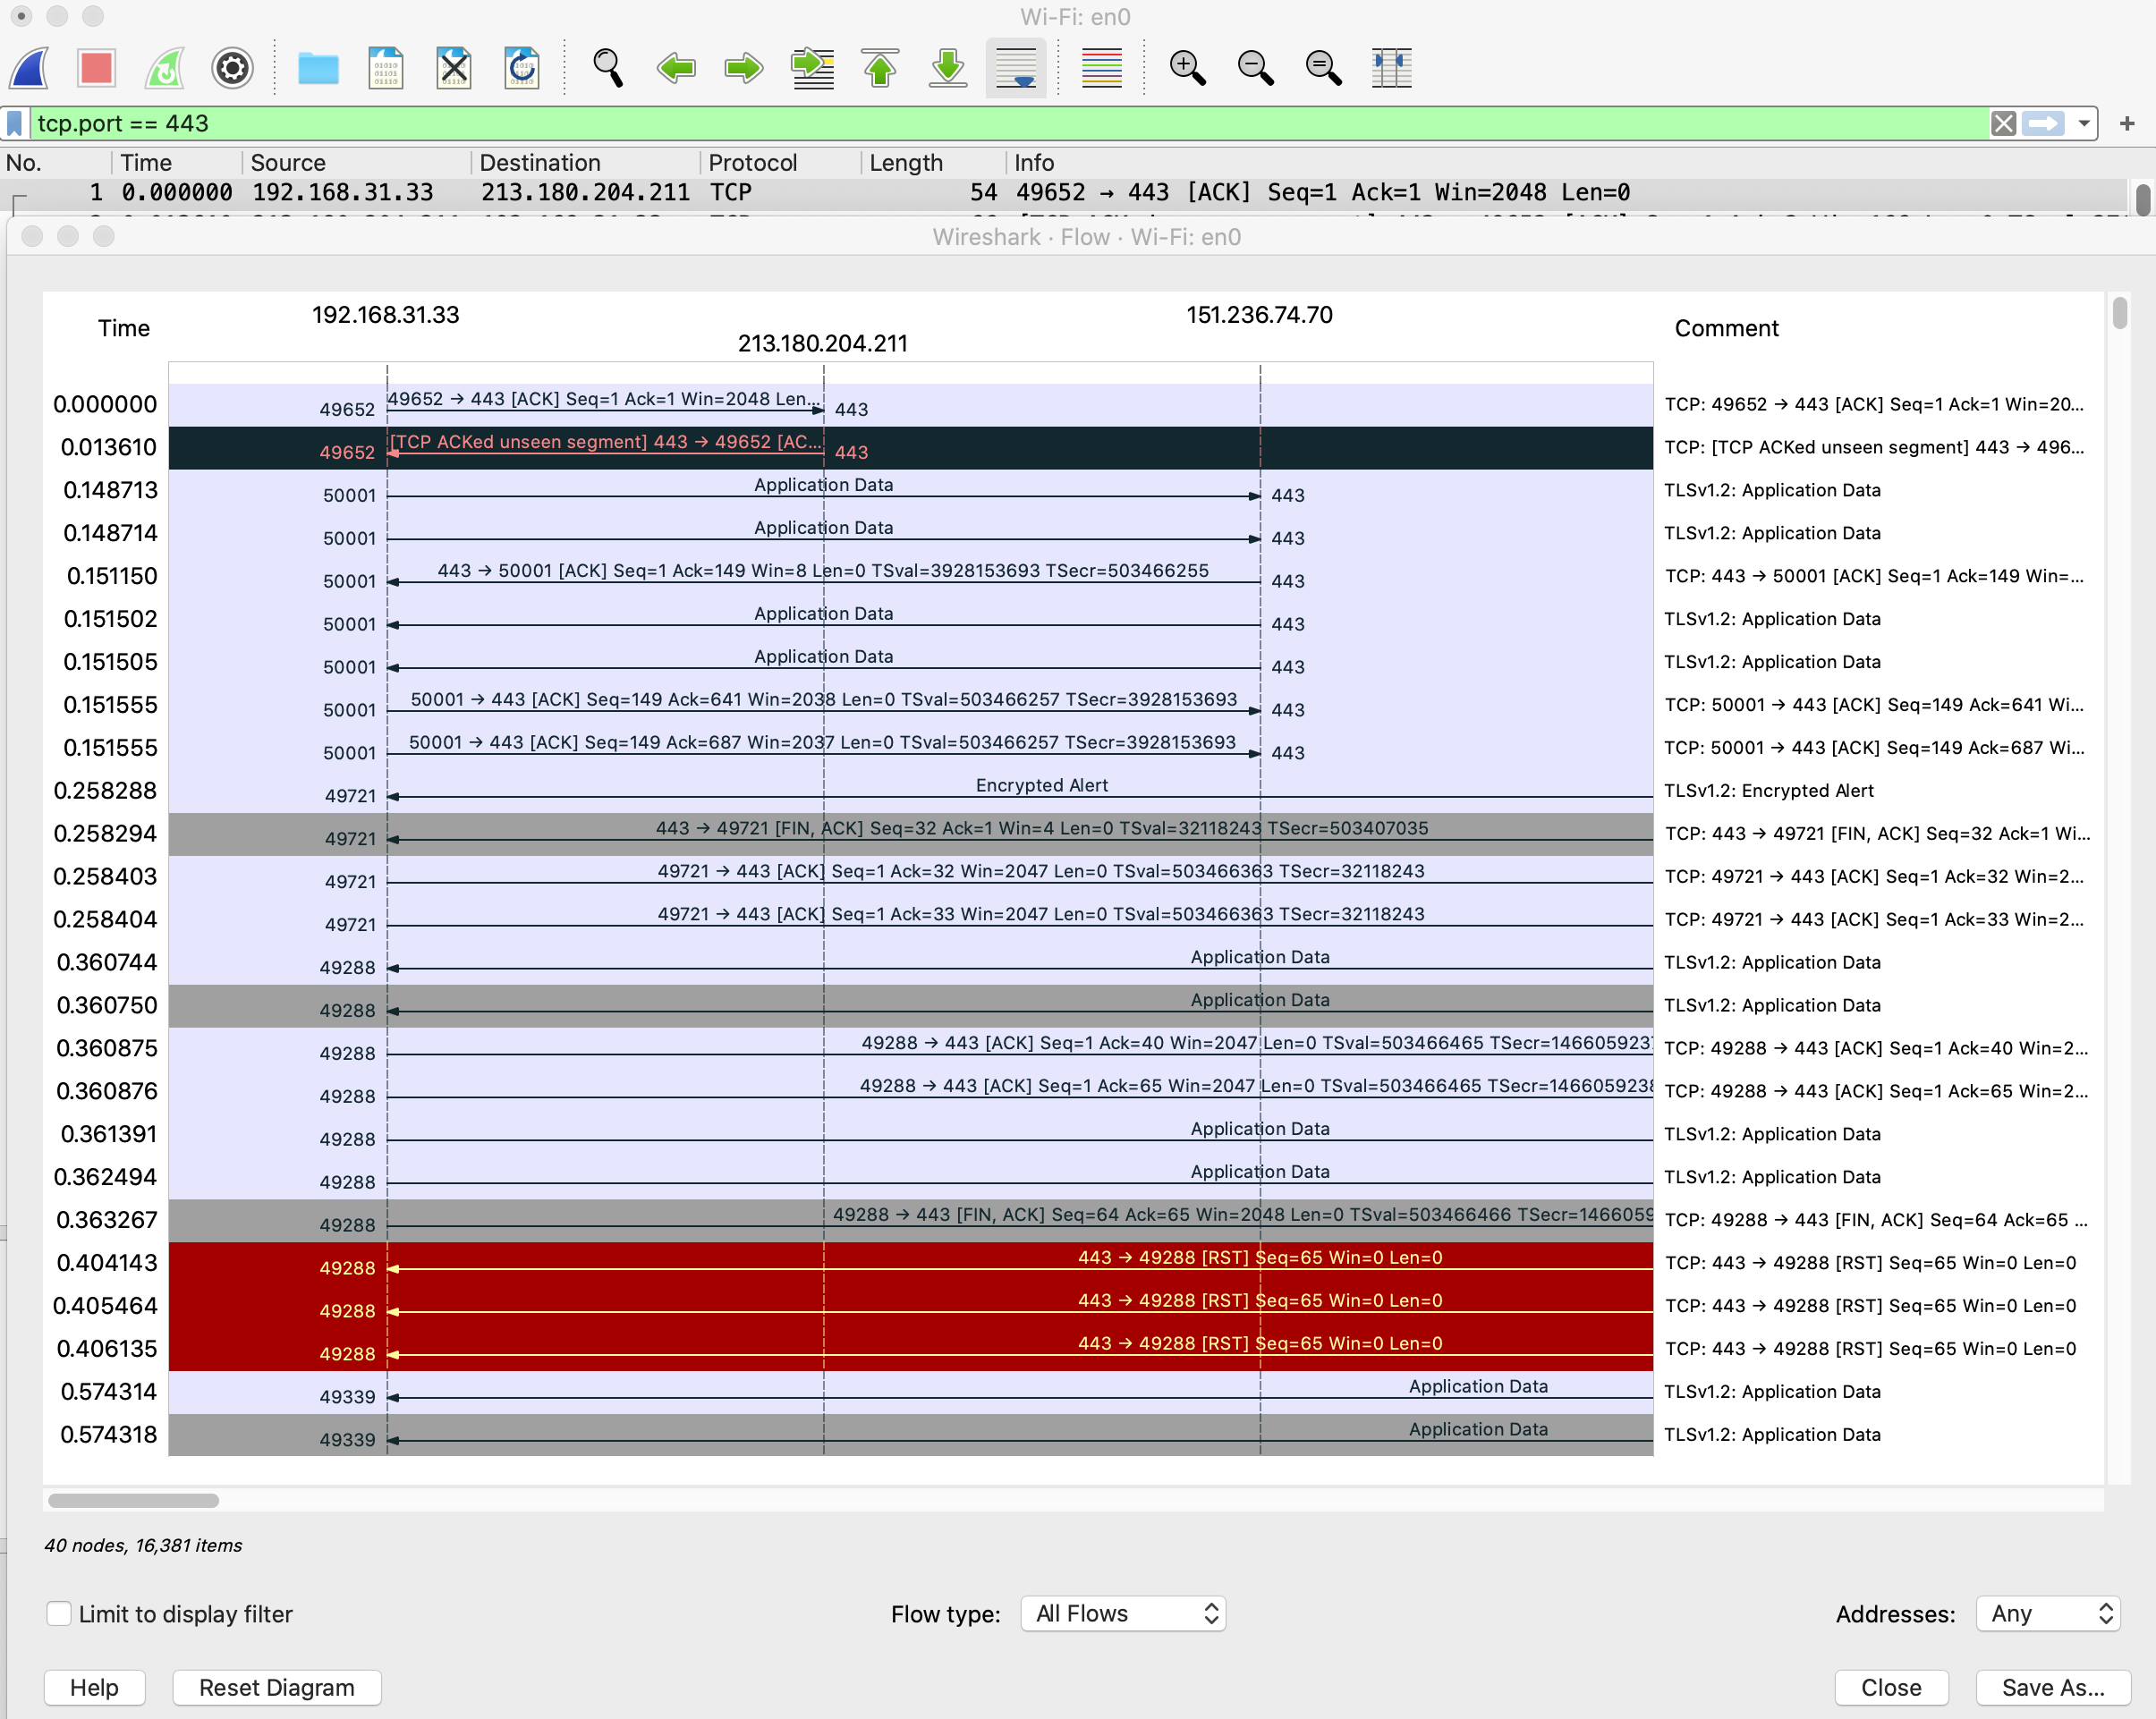 Wi-Fi: en0
tcp.port == 443
No. Time Source Destination Protocol Length Info
1 0.000000 192.168.31.33 213.180.204.211 TCP 54 49652 → 443 [ACK] Seq=1 Ack=1 Win=2048 Len=0
Wireshark · Flow · Wi-Fi: en0
192.168.31.33 151.236.74.70
Time 213.180.204.211 Comment
0.000000 49652 49652 → 443 [ACK] Seq=1 Ack=1 Win=2048 Len... 443 TCP: 49652 → 443 [ACK] Seq=1 Ack=1 Win=20...
0.013610 49652 [TCP ACKed unseen segment] 443 → 49652 [AC... 443 TCP: [TCP ACKed unseen segment] 443 → 496...
0.148713 50001 Application Data 443 TLSv1.2: Application Data
0.148714 50001 Application Data 443 TLSv1.2: Application Data
0.151150 50001 443 → 50001 [ACK] Seq=1 Ack=149 Win=8 Len=0 TSval=3928153693 TSecr=503466255 443 TCP: 443 → 50001 [ACK] Seq=1 Ack=149 Win=...
0.151502 50001 Application Data 443 TLSv1.2: Application Data
0.151505 50001 Application Data 443 TLSv1.2: Application Data
0.151555 50001 50001 → 443 [ACK] Seq=149 Ack=641 Win=2038 Len=0 TSval=503466257 TSecr=3928153693 443 TCP: 50001 → 443 [ACK] Seq=149 Ack=641 Wi...
0.151555 50001 50001 → 443 [ACK] Seq=149 Ack=687 Win=2037 Len=0 TSval=503466257 TSecr=3928153693 443 TCP: 50001 → 443 [ACK] Seq=149 Ack=687 Wi...
0.258288 49721 Encrypted Alert TLSv1.2: Encrypted Alert
0.258294 49721 443 → 49721 [FIN, ACK] Seq=32 Ack=1 Win=4 Len=0 TSval=32118243 TSecr=503407035 TCP: 443 → 49721 [FIN, ACK] Seq=32 Ack=1 Wi...
0.258403 49721 49721 → 443 [ACK] Seq=1 Ack=32 Win=2047 Len=0 TSval=503466363 TSecr=32118243 TCP: 49721 → 443 [ACK] Seq=1 Ack=32 Win=2...
0.258404 49721 49721 → 443 [ACK] Seq=1 Ack=33 Win=2047 Len=0 TSval=503466363 TSecr=32118243 TCP: 49721 → 443 [ACK] Seq=1 Ack=33 Win=2...
0.360744 49288 Application Data TLSv1.2: Application Data
0.360750 49288 Application Data TLSv1.2: Application Data
0.360875 49288 49288 → 443 [ACK] Seq=1 Ack=40 Win=2047 Len=0 TSval=503466465 TSecr=1466059237 TCP: 49288 → 443 [ACK] Seq=1 Ack=40 Win=2...
0.360876 49288 49288 → 443 [ACK] Seq=1 Ack=65 Win=2047 Len=0 TSval=503466465 TSecr=1466059238 TCP: 49288 → 443 [ACK] Seq=1 Ack=65 Win=2...
0.361391 49288 Application Data TLSv1.2: Application Data
0.362494 49288 Application Data TLSv1.2: Application Data
0.363267 49288 49288 → 443 [FIN, ACK] Seq=64 Ack=65 Win=2048 Len=0 TSval=503466466 TSecr=1466059 TCP: 49288 → 443 [FIN, ACK] Seq=64 Ack=65 ...
0.404143 49288 443 → 49288 [RST] Seq=65 Win=0 Len=0 TCP: 443 → 49288 [RST] Seq=65 Win=0 Len=0
0.405464 49288 443 → 49288 [RST] Seq=65 Win=0 Len=0 TCP: 443 → 49288 [RST] Seq=65 Win=0 Len=0
0.406135 49288 443 → 49288 [RST] Seq=65 Win=0 Len=0 TCP: 443 → 49288 [RST] Seq=65 Win=0 Len=0
0.574314 49339 Application Data TLSv1.2: Application Data
0.574318 49339 Application Data TLSv1.2: Application Data
40 nodes, 16,381 items
Limit to display filter Flow type: All Flows Addresses: Any
Help Reset Diagram Close Save As...